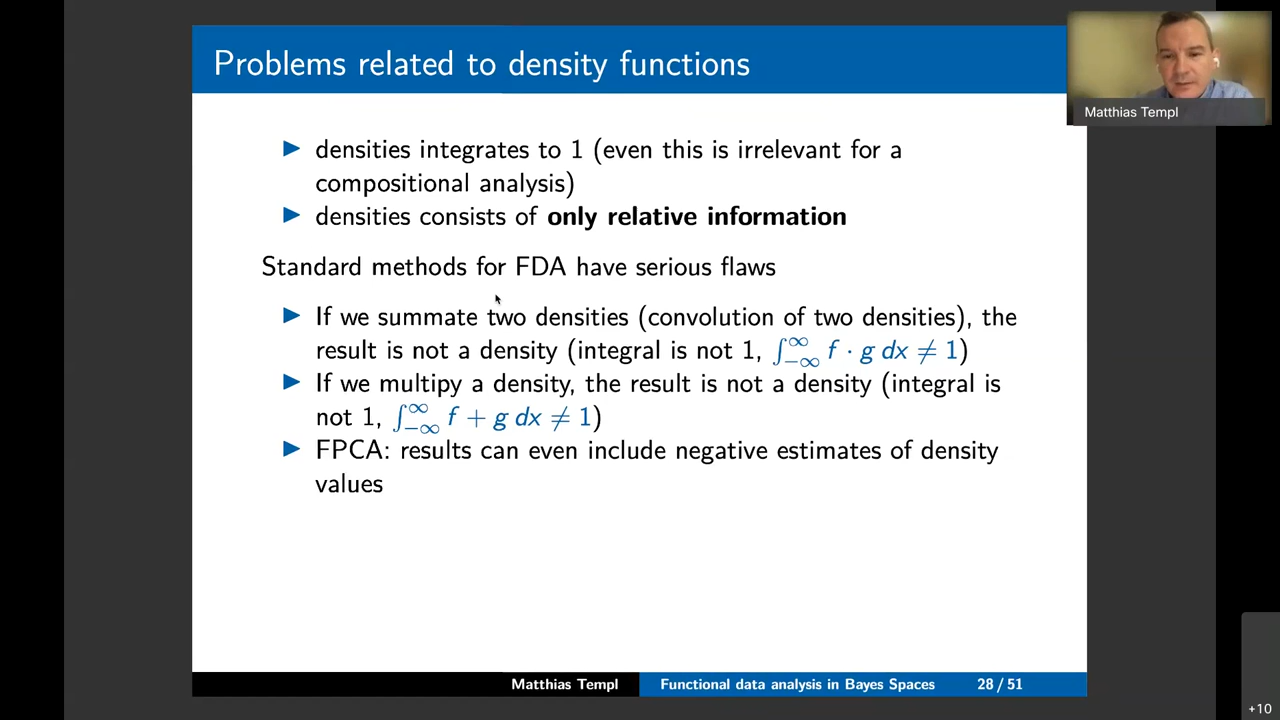 Problems related to density functions
Matthias Templ
▶ densities integrates to 1 (even this is irrelevant for a
compositional analysis)
▶ densities consists of only relative information
Standard methods for FDA have serious flaws
▶ If we summate two densities (convolution of two densities), the
result is not a density (integral is not 1, ∫_{-∞}^{∞} f · g dx ≠ 1)
▶ If we multipy a density, the result is not a density (integral is
not 1, ∫_{-∞}^{∞} f + g dx ≠ 1)
▶ FPCA: results can even include negative estimates of density
values
Matthias Templ Functional data analysis in Bayes Spaces 28 / 51
+10